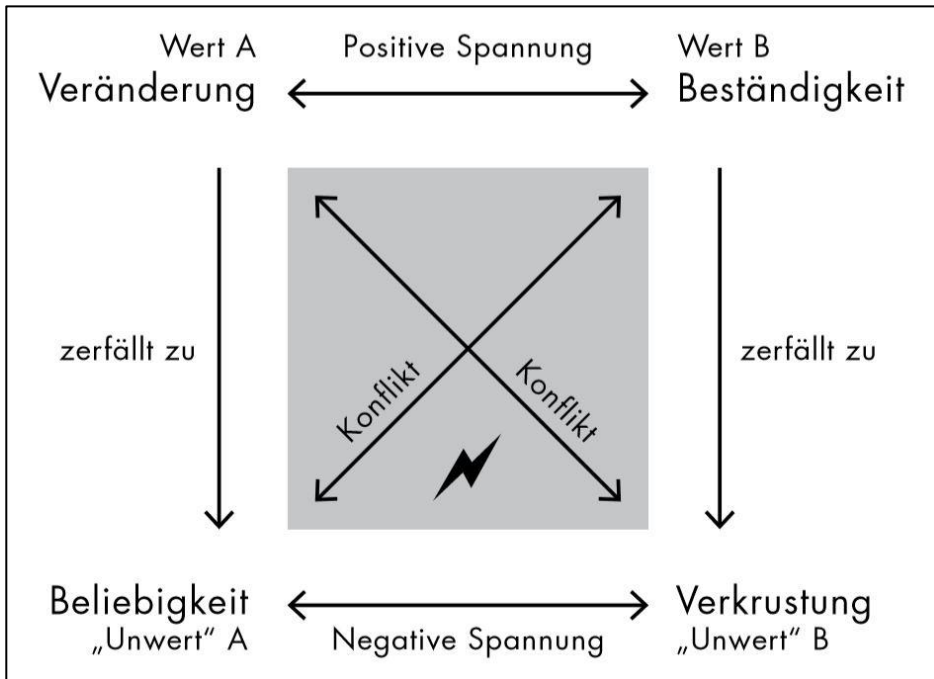 Wert A
Positive Spannung
Wert B
Veränderung
Beständigkeit
zerfällt zu
Konflikt
Konflikt
zerfällt zu
Beliebigkeit
„Unwert“ A
Negative Spannung
Verkrustung
„Unwert“ B